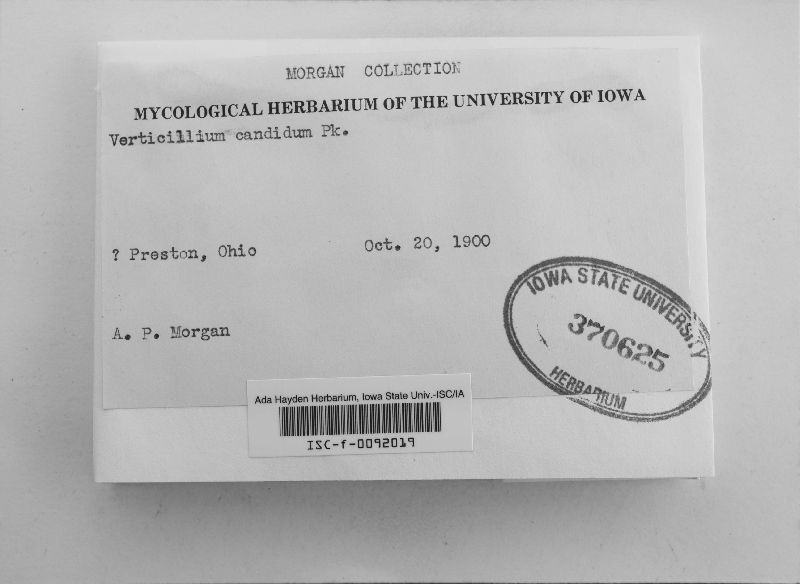 MORGAN COLLECTION
MYCOLOGICAL HERBARIUM OF THE UNIVERSITY OF IOWA
Verticillium candidum Pk.
? Preston, Ohio Oct. 20, 1900
A. P. Morgan
IOWA STATE UNIVERSITY
370625
HERBARIUM
Ada Hayden Herbarium, Iowa State Univ.-ISC/IA
ISC-f-0092019